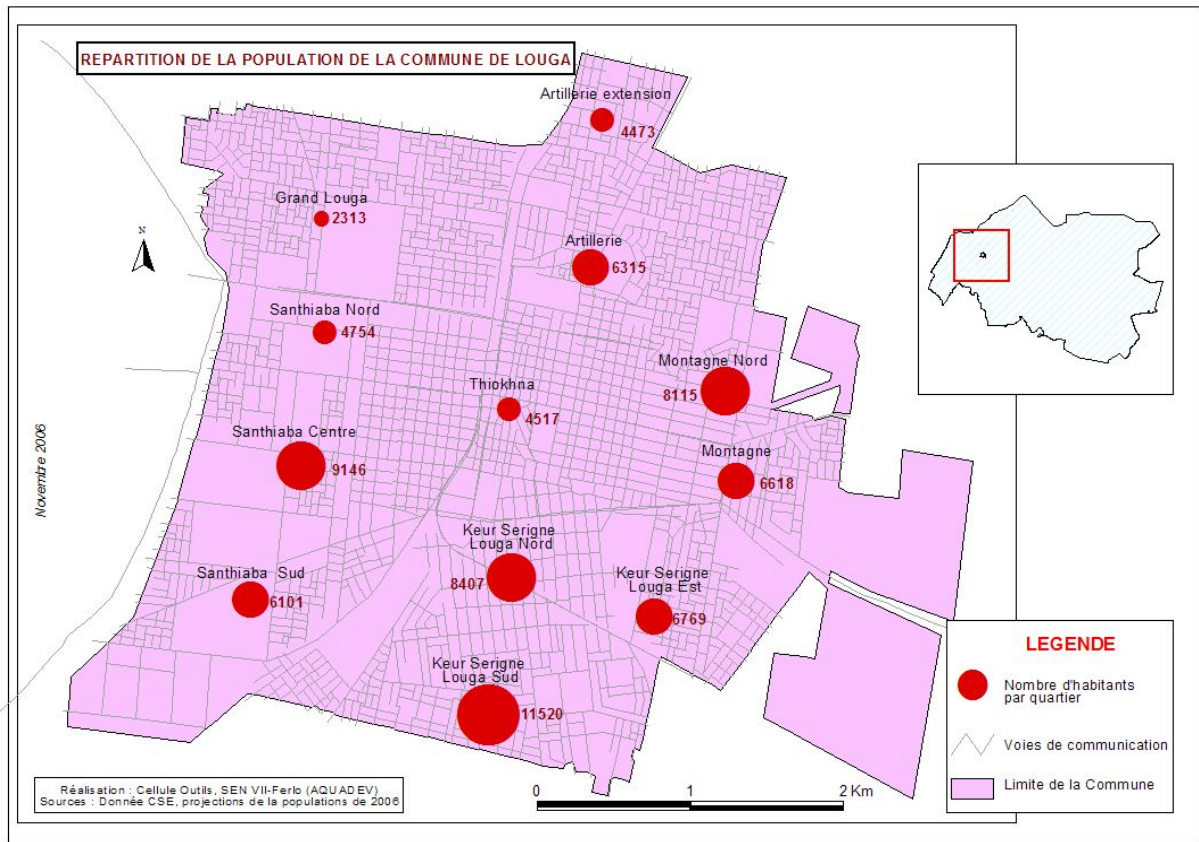 REPARTITION DE LA POPULATION DE LA COMMUNE DE LOUGA
Artillerie extension
4473
Grand Louga
2313
Artillerie
6315
N
Santhiaba Nord
4754
Montagne Nord
8115
Thiokhna
4517
Santhiaba Centre
9146
Montagne
6618
Novembre 2006
Keur Serigne
Louga Nord
8407
Santhiaba Sud
6101
Keur Serigne
Louga Est
6769
Keur Serigne
Louga Sud
11520
LEGENDE
Nombre d'habitants
par quartier
Voies de communication
Limite de la Commune
Réalisation : Cellule Outils, SEN VII-Ferlo (AQUADEV)
Sources : Donnée CSE, projections de la populations de 2006
0 1 2 Km